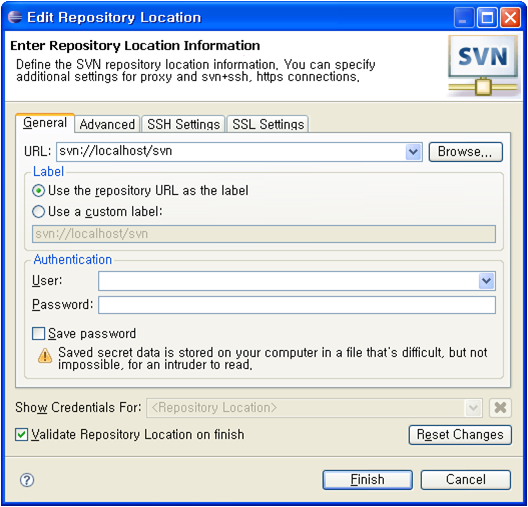 Edit Repository Location
Enter Repository Location Information
Define the SVN repository location information. You can specify
additional settings for proxy and svn+ssh, https connections.
SVN
General Advanced SSH Settings SSL Settings
URL: svn://localhost/svn Browse...
Label
Use the repository URL as the label
Use a custom label:
svn://localhost/svn
Authentication
User:
Password:
Save password
Saved secret data is stored on your computer in a file that's difficult, but not
impossible, for an intruder to read.
Show Credentials For: <Repository Location>
Validate Repository Location on finish Reset Changes
? Finish Cancel